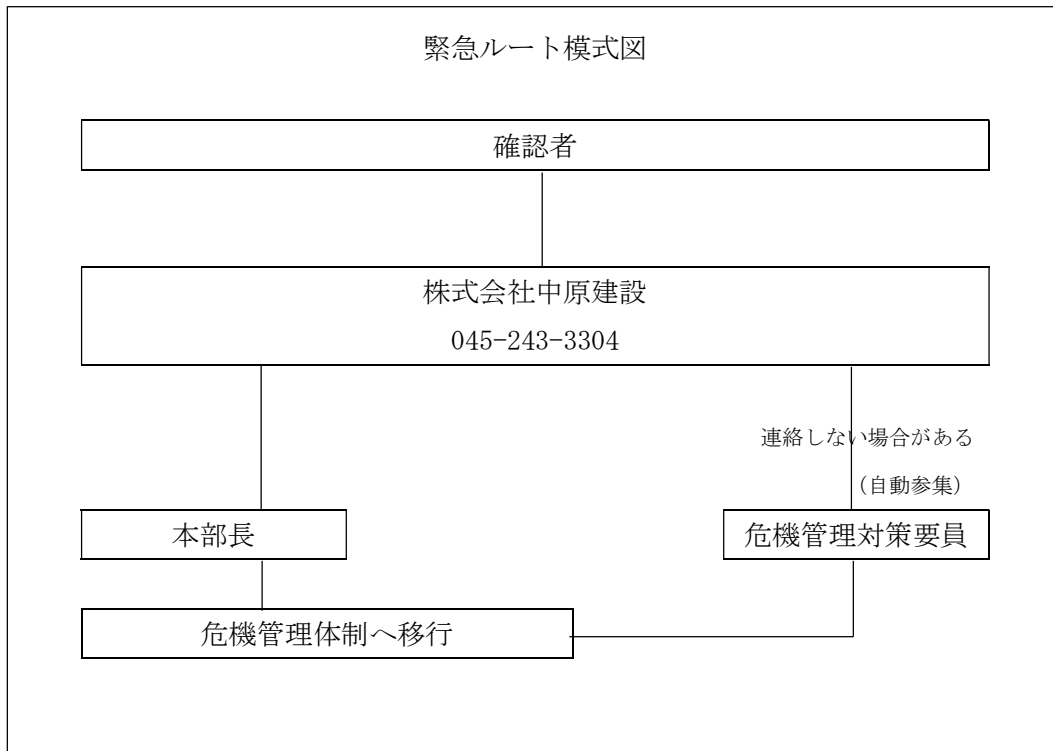 緊急ルート模式図
確認者
株式会社中原建設
045-243-3304
連絡しない場合がある
（自動参集）
本部長
危機管理対策要員
危機管理体制へ移行